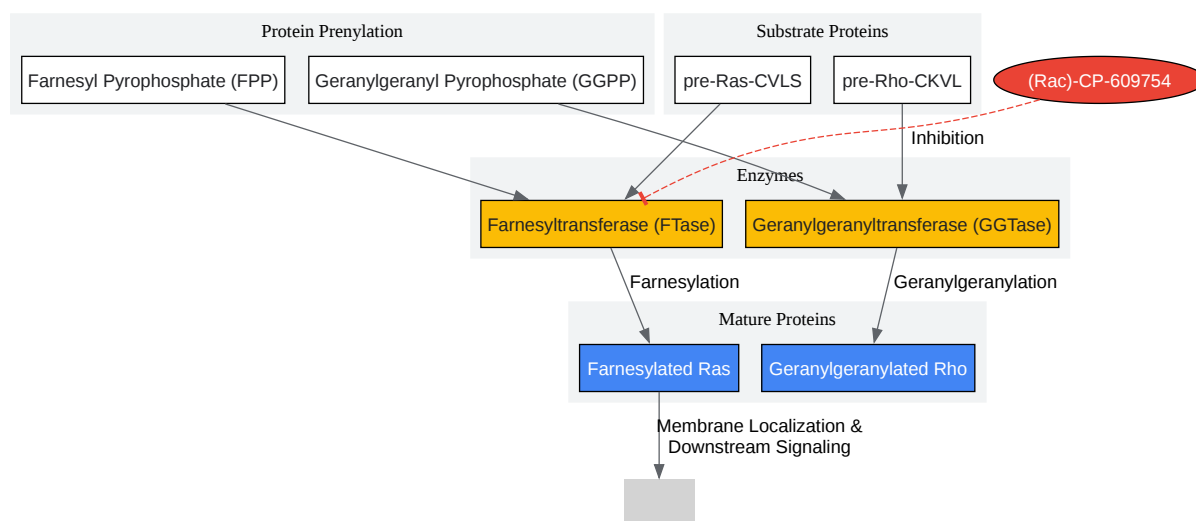 Protein Prenylation
Substrate Proteins
Farnesyl Pyrophosphate (FPP)
Geranylgeranyl Pyrophosphate (GGPP)
pre-Ras-CVLS
pre-Rho-CKVL
(Rac)-CP-609754
Inhibition
Enzymes
Farnesyltransferase (FTase)
Geranylgeranyltransferase (GGTase)
Farnesylation
Geranylgeranylation
Mature Proteins
Farnesylated Ras
Geranylgeranylated Rho
Membrane Localization &
Downstream Signaling